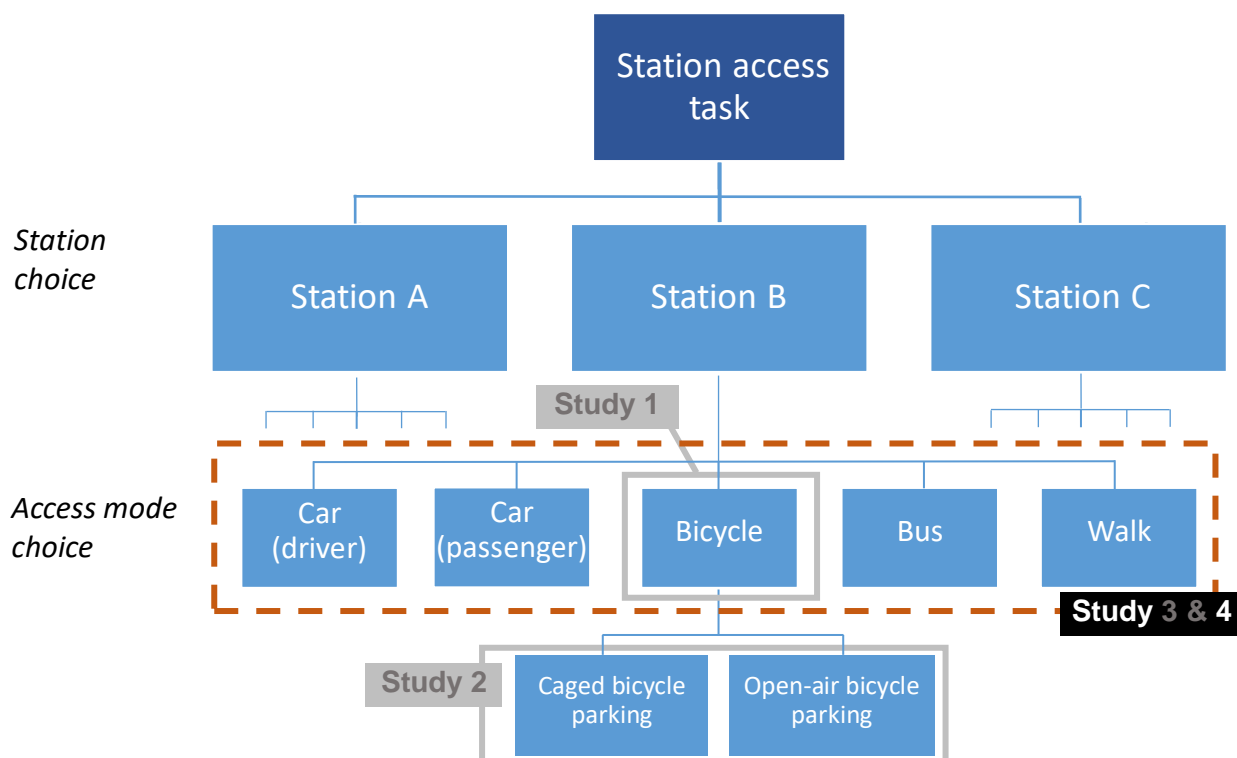 Station access
task
Station
choice
Station A
Station B
Station C
Study 1
Access mode
choice
Car
(driver)
Car
(passenger)
Bicycle
Bus
Walk
Study 3 & 4
Study 2
Caged bicycle
parking
Open-air bicycle
parking